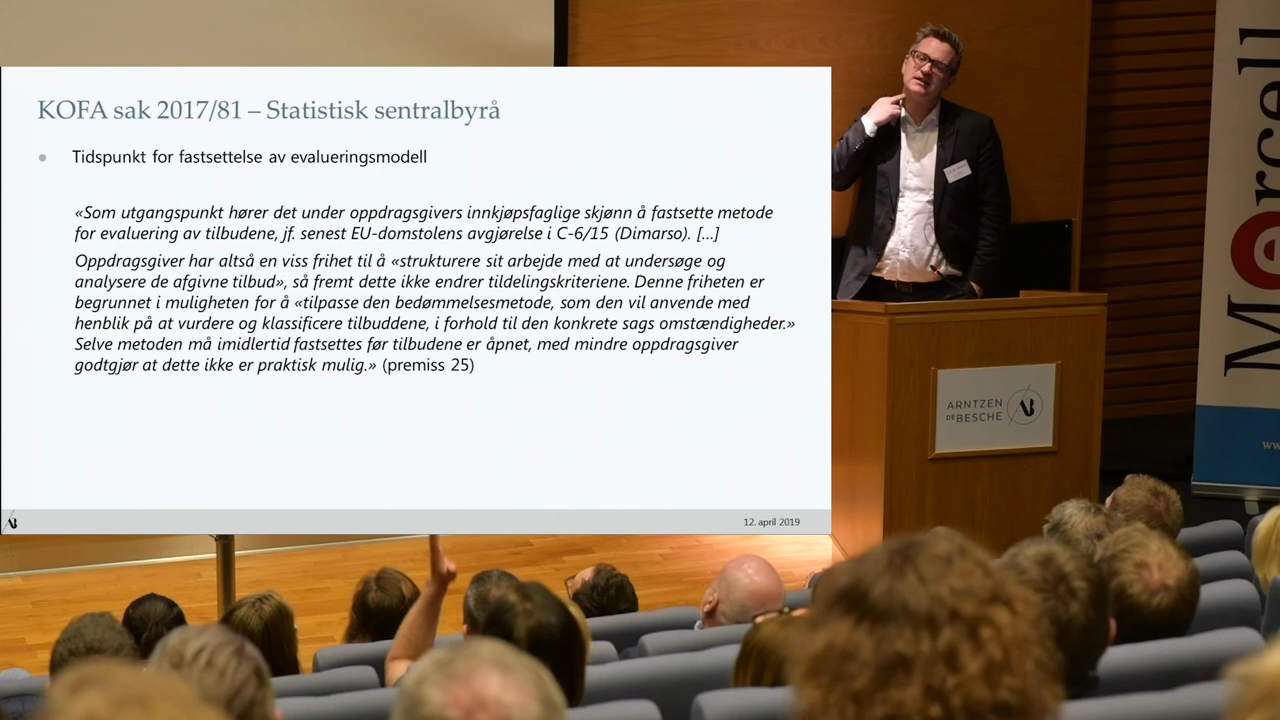 KOFA sak 2017/81 – Statistisk sentralbyrå
Tidspunkt for fastsettelse av evalueringsmodell
«Som utgangspunkt hører det under oppdragsgivers innkjøpsfaglige skjønn å fastsette metode
for evaluering av tilbudene, jf. senest EU-domstolens avgjørelse i C-6/15 (Dimarso). [...]
Oppdragsgiver har altså en viss frihet til å «strukturere sit arbejde med at undersøge og
analysere de afgivne tilbud», så fremt dette ikke endrer tildelingskriteriene. Denne friheten er
begrunnet i muligheten for å «tilpasse den bedømmelsesmetode, som den vil anvende med
henblik på at vurdere og klassificere tilbuddene, i forhold til den konkrete sags omstændigheder.»
Selve metoden må imidlertid fastsettes før tilbudene er åpnet, med mindre oppdragsgiver
godtgjør at dette ikke er praktisk mulig.» (premiss 25)
12. april 2019
ARNTZEN
DE BESCHE
Mercell